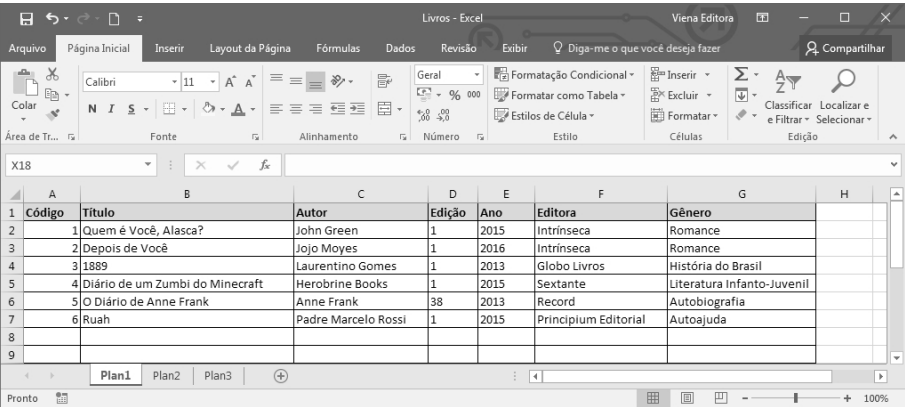 Livros - Excel Viena Editora
Arquivo Página Inicial Inserir Layout da Página Fórmulas Dados Revisão Exibir Diga-me o que você deseja fazer Compartilhar
Colar
Calibri 11
N I S A
Geral
% 000
Formatação Condicional
Formatar como Tabela
Estilos de Célula
Inserir
Excluir
Formatar
Classificar e Filtrar
Localizar e Selecionar
Área de Tr... Fonte Alinhamento Número Estilo Células Edição
X18 fx
A B C D E F G H
1 Código Título Autor Edição Ano Editora Gênero
2 1 Quem é Você, Alasca? John Green 1 2015 Intrínseca Romance
3 2 Depois de Você Jojo Moyes 1 2016 Intrínseca Romance
4 3 1889 Laurentino Gomes 1 2013 Globo Livros História do Brasil
5 4 Diário de um Zumbi do Minecraft Herobrine Books 1 2015 Sextante Literatura Infanto-Juvenil
6 5 O Diário de Anne Frank Anne Frank 38 2013 Record Autobiografia
7 6 Ruah Padre Marcelo Rossi 1 2015 Principium Editorial Autoajuda
8
9
Plan1 Plan2 Plan3
Pronto 100%